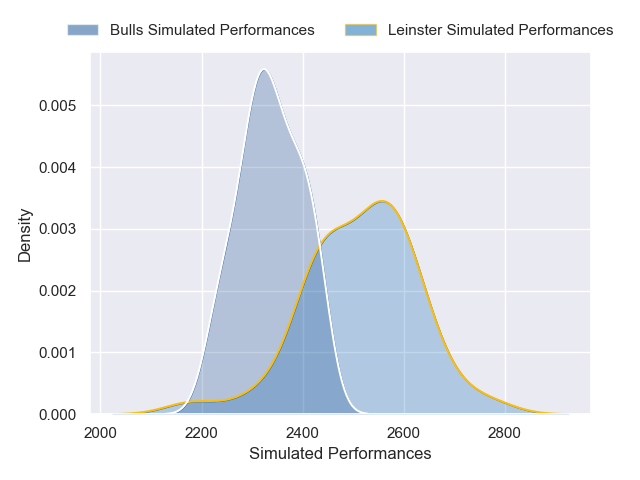 Bulls Simulated Performances
Leinster Simulated Performances
Density
0.005
0.004
0.003
0.002
0.001
0.000
2000
2200
2400
2600
2800
Simulated Performances